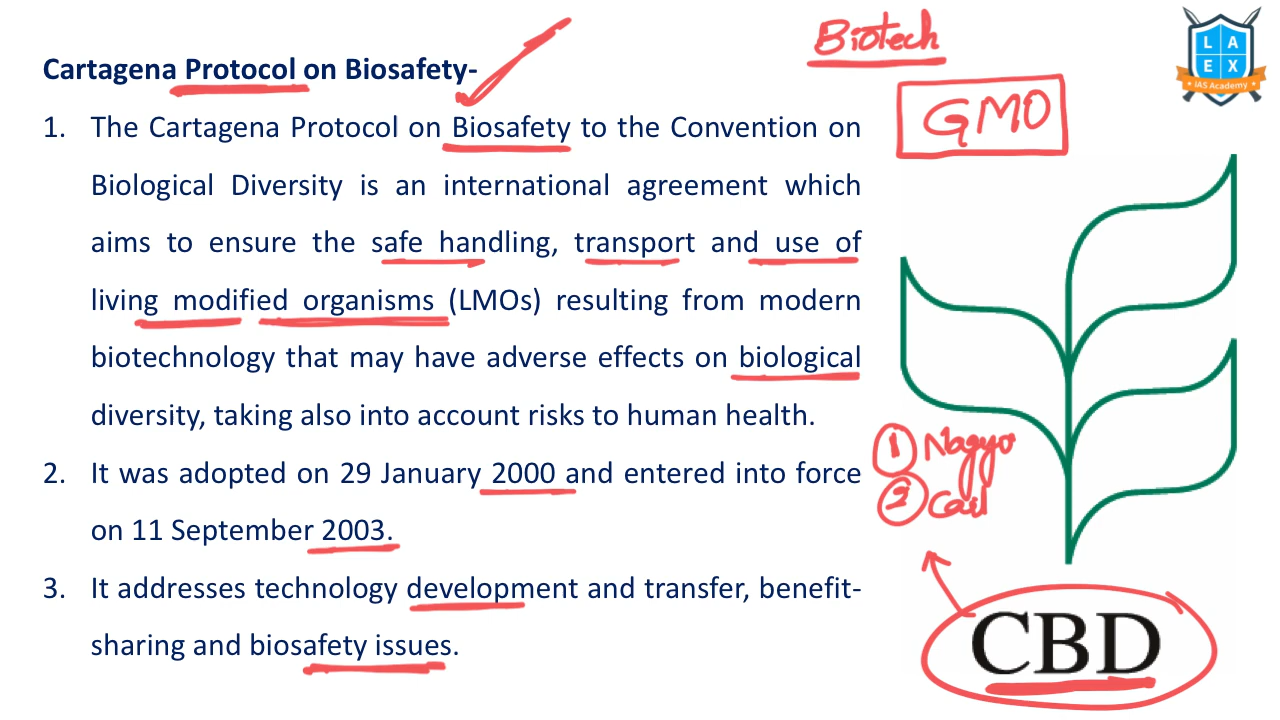 Biotech
GMO
L A
E X
IAS Academy
Cartagena Protocol on Biosafety-
1. The Cartagena Protocol on Biosafety to the Convention on
Biological Diversity is an international agreement which
aims to ensure the safe handling, transport and use of
living modified organisms (LMOs) resulting from modern
biotechnology that may have adverse effects on biological
diversity, taking also into account risks to human health.
2. It was adopted on 29 January 2000 and entered into force
on 11 September 2003.
3. It addresses technology development and transfer, benefit-
sharing and biosafety issues.
1 Nagyo
2
CBD